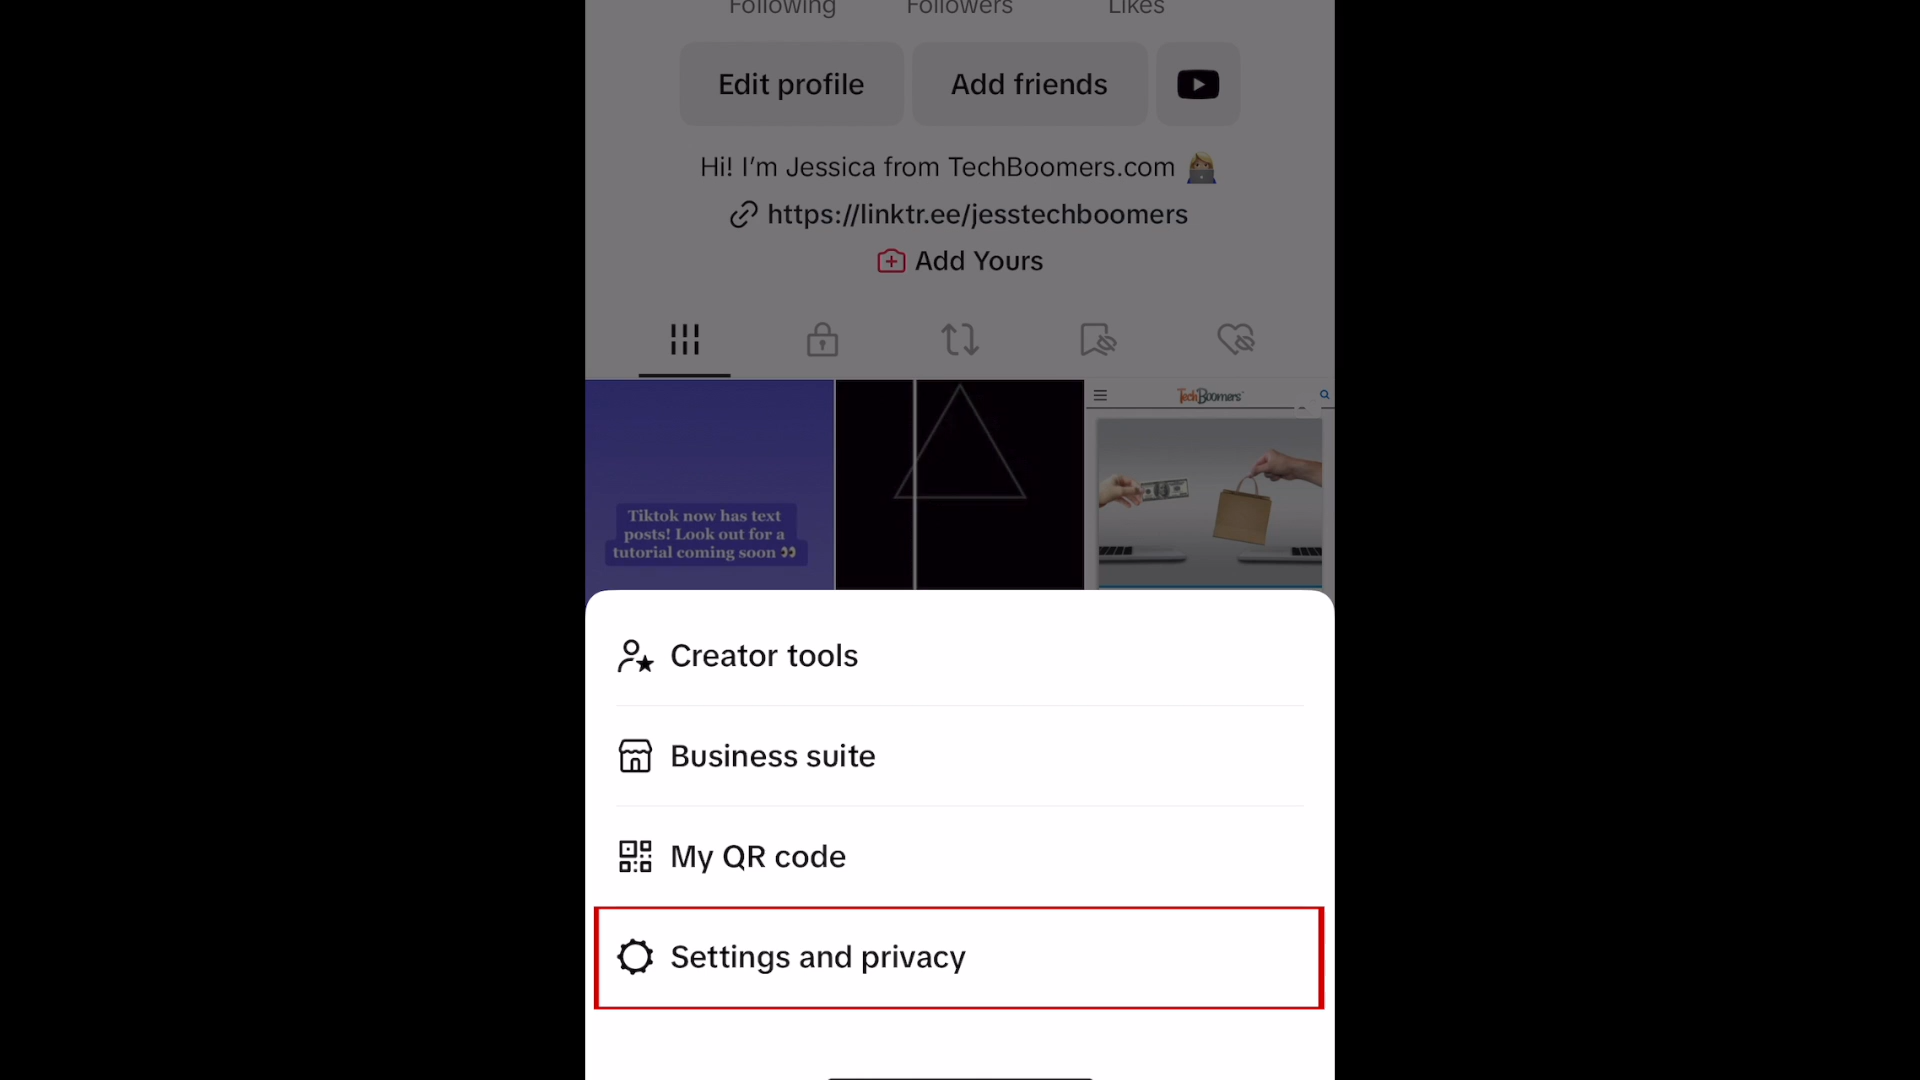 Following Followers Likes
Edit profile Add friends
Hi! I’m Jessica from TechBoomers.com
https://linktr.ee/jesstechboomers
Add Yours
TechBoomers
Tiktok now has text
posts! Look out for a
tutorial coming soon 👀
Creator tools
Business suite
My QR code
Settings and privacy